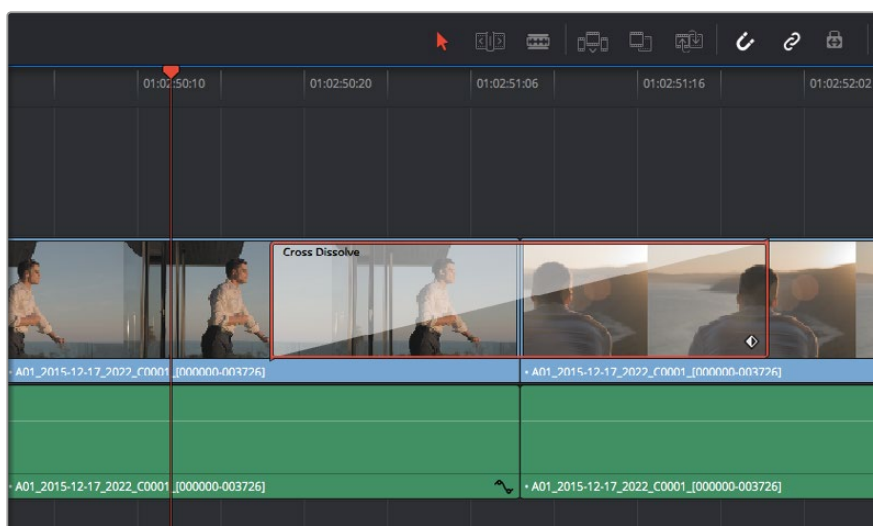 01:02:50:10
01:02:50:20
01:02:51:06
01:02:51:16
01:02:52:02
Cross Dissolve
A01_2015-12-17_2022_C0001_[000000-003726]
• A01_2015-12-17_2022_C0001_[000000-003726]
A01_2015-12-17_2022_C0001_[000000-003726]
• A01_2015-12-17_2022_C0001_[000000-003726]